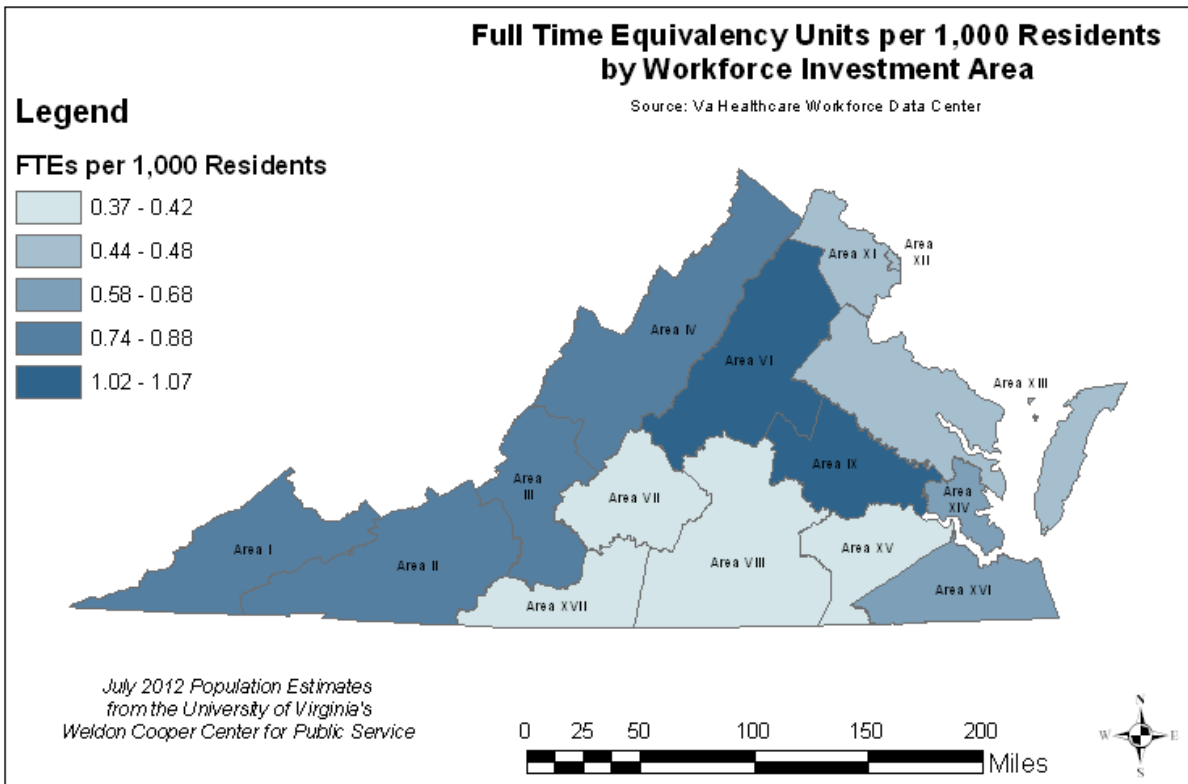 Full Time Equivalency Units per 1,000 Residents
by Workforce Investment Area
Source: Va Healthcare Workforce Data Center
Legend
FTEs per 1,000 Residents
0.37 - 0.42
0.44 - 0.48
0.58 - 0.68
0.74 - 0.88
1.02 - 1.07
Area XI
Area
XII
Area IV
Area VI
Area XIII
Area IX
Area
III
Area VII
Area
XIV
Area I
Area II
Area VIII
Area XV
Area XVII
Area XVI
July 2012 Population Estimates
from the University of Virginia's
Weldon Cooper Center for Public Service
0 25 50 100 150 200
Miles
N
W E
S